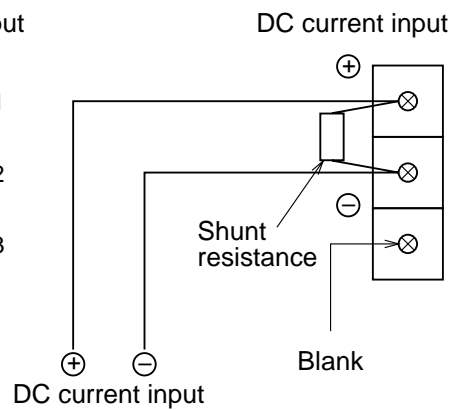 DC current input
⊕
⊖
Shunt
resistance
Blank
⊕ ⊖
DC current input